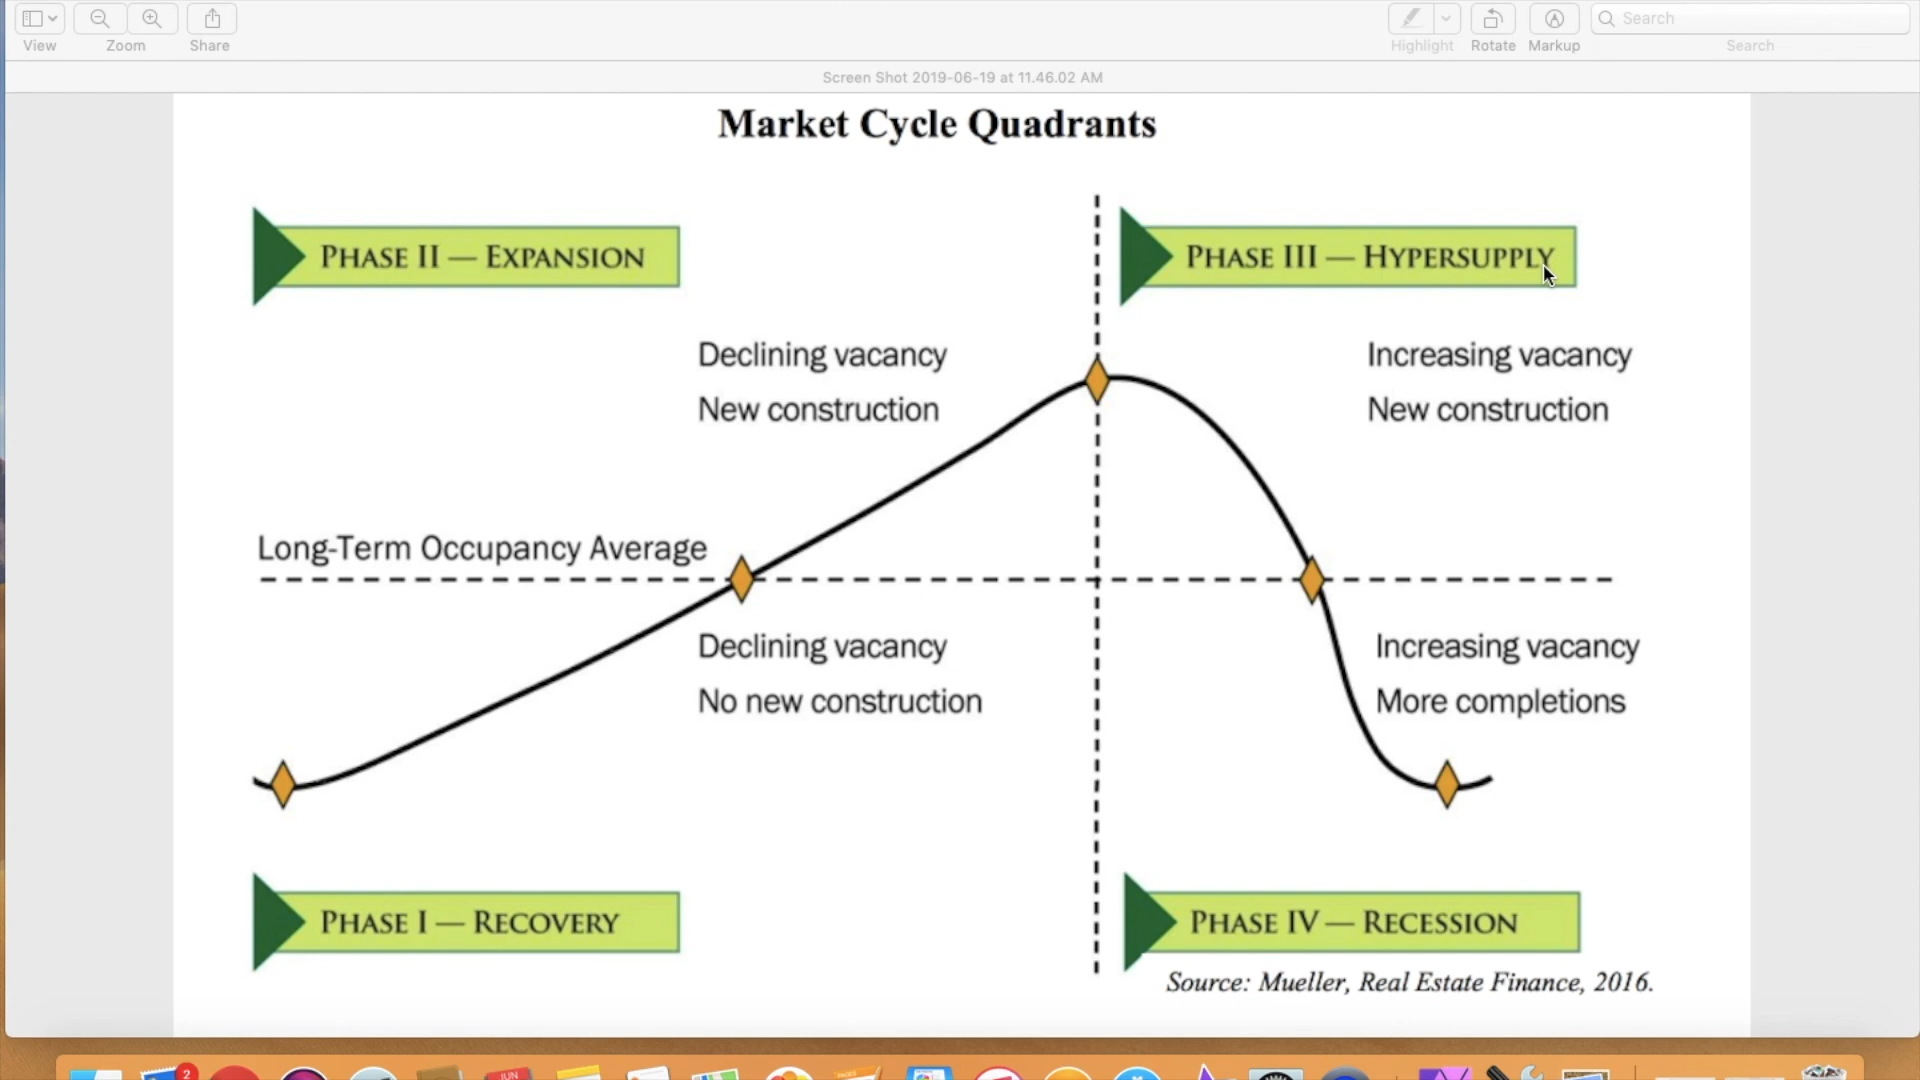 View
Zoom
Share
Highlight
Rotate
Markup
Search
Search
Screen Shot 2019-06-19 at 11.46.02 AM
Market Cycle Quadrants
PHASE II — EXPANSION
PHASE III — HYPERSUPPLY
Declining vacancy
New construction
Increasing vacancy
New construction
Long-Term Occupancy Average
Declining vacancy
No new construction
Increasing vacancy
More completions
PHASE I — RECOVERY
PHASE IV — RECESSION
Source: Mueller, Real Estate Finance, 2016.
2
JUN
PAGES